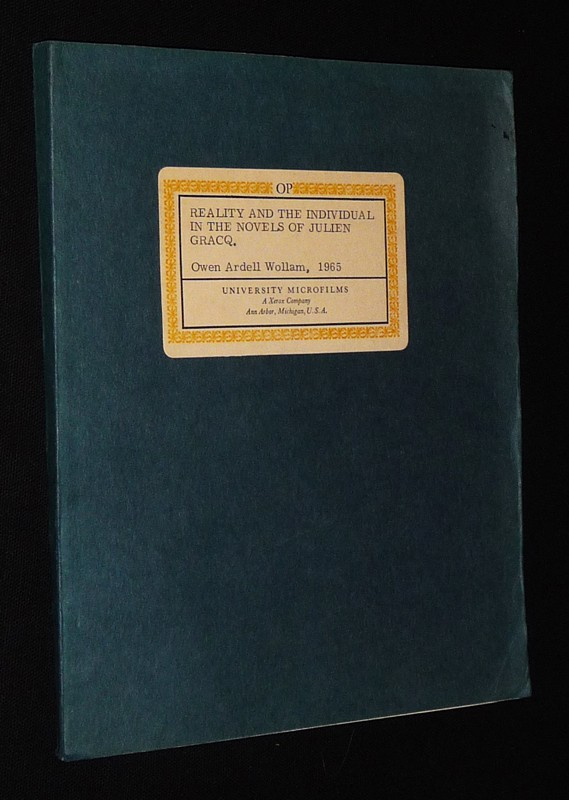 OP
REALITY AND THE INDIVIDUAL
IN THE NOVELS OF JULIEN
GRACQ.
Owen Ardell Wollam, 1965
UNIVERSITY MICROFILMS
A Xerox Company
Ann Arbor, Michigan, U.S.A.